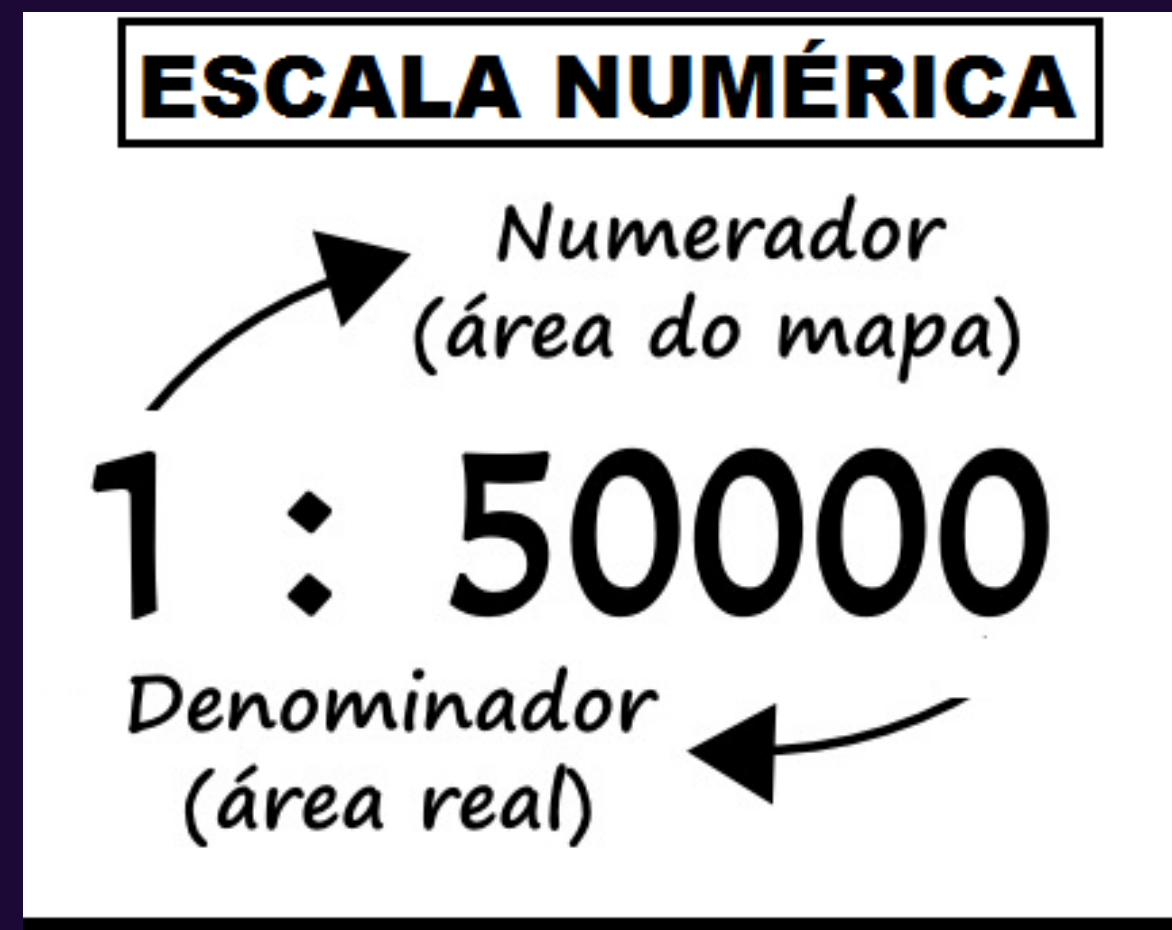 ESCALA NUMÉRICA
Numerador
(área do mapa)
1 : 50000
Denominador
(área real)